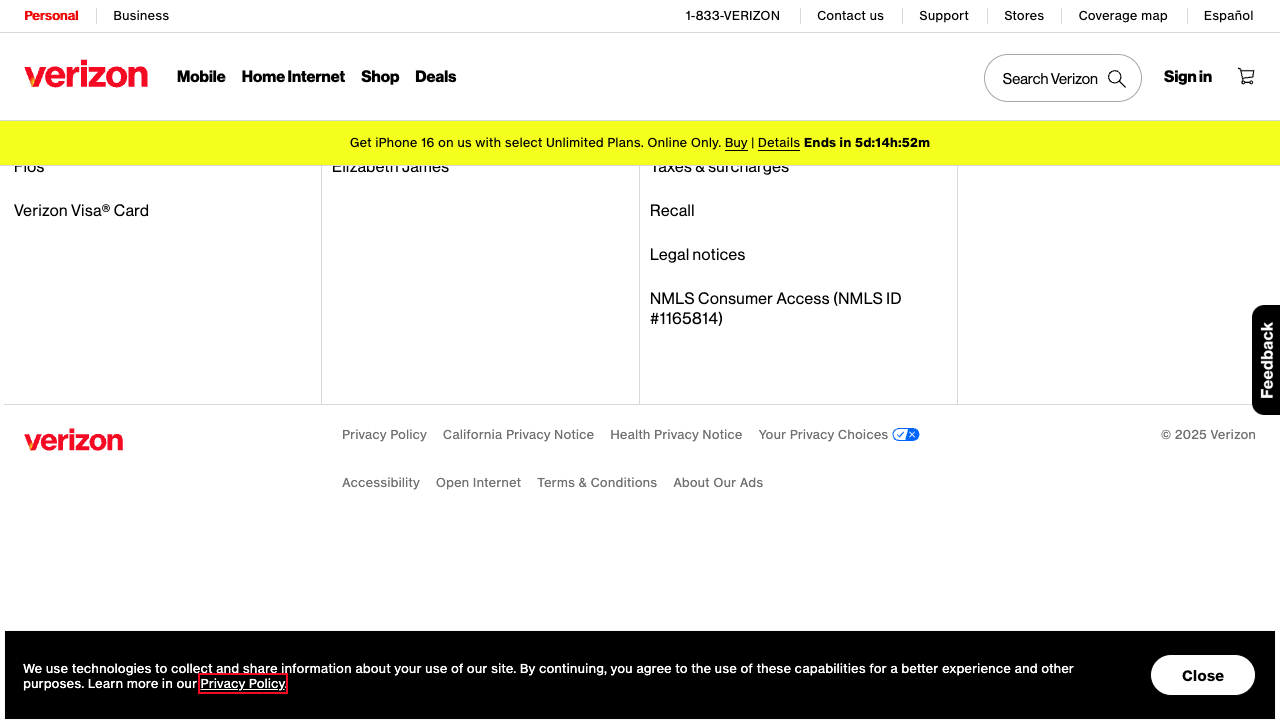 Personal
Business
1-833-VERIZON
Contact us
Support
Stores
Coverage map
Español
verizon
Mobile
Home Internet
Shop
Deals
Search Verizon
Sign in
Get iPhone 16 on us with select Unlimited Plans. Online Only. Buy | Details Ends in 5d:14h:52m
Fios
Elizabeth James
Taxes & surcharges
Verizon Visa® Card
Recall
Legal notices
NMLS Consumer Access (NMLS ID
#1165814)
Feedback
verizon
Privacy Policy
California Privacy Notice
Health Privacy Notice
Your Privacy Choices
© 2025 Verizon
Accessibility
Open Internet
Terms & Conditions
About Our Ads
We use technologies to collect and share information about your use of our site. By continuing, you agree to the use of these capabilities for a better experience and other
purposes. Learn more in our Privacy Policy.
Close